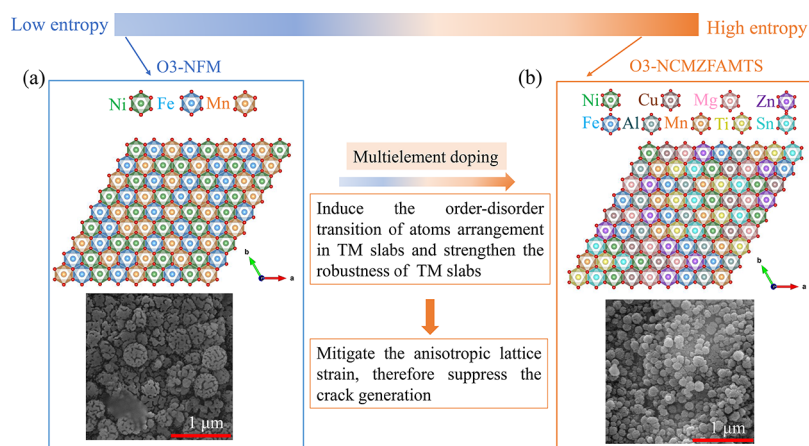 Low entropy
High entropy
(a)
O3-NFM
Ni Fe Mn
b
a
1 μm
Multielement doping
Induce the order-disorder
transition of atoms arrangement
in TM slabs and strengthen the
robustness of TM slabs
Mitigate the anisotropic lattice
strain, therefore suppress the
crack generation
(b)
O3-NCMZFAMTS
Ni Cu Mg Zn
Fe Al Mn Ti Sn
b
a
1 μm